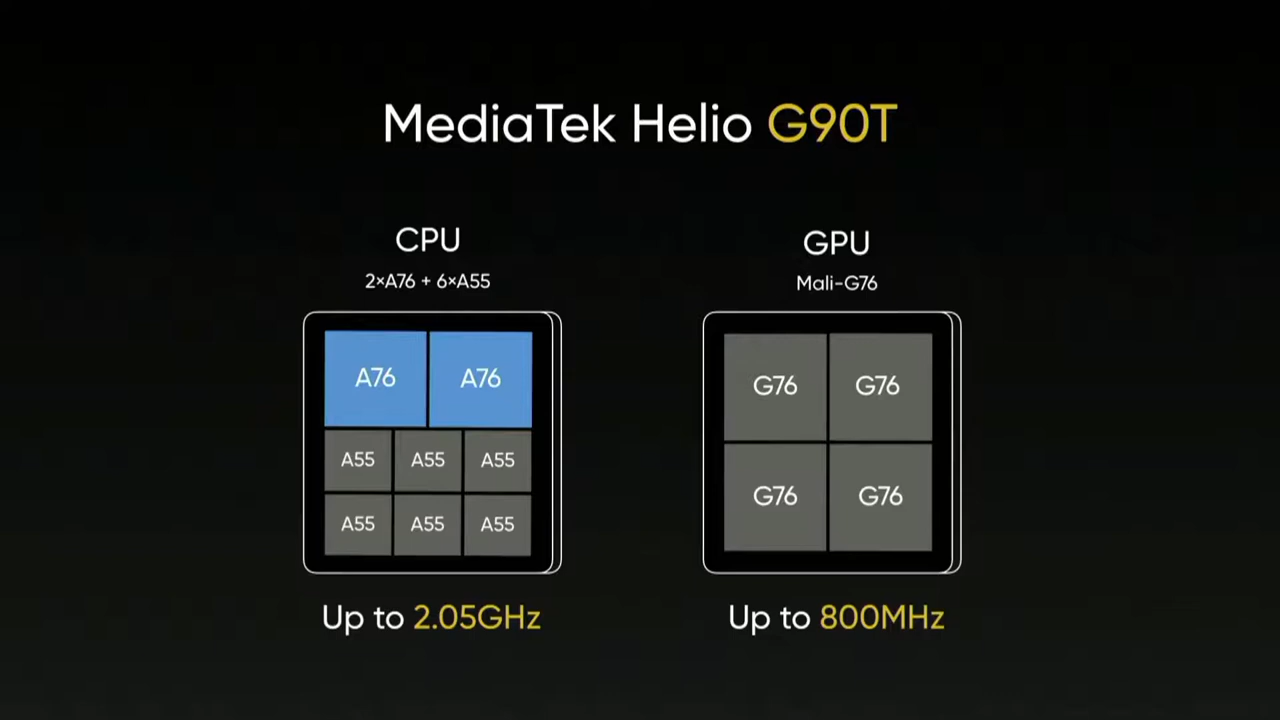 MediaTek Helio G90T
CPU
2×A76 + 6×A55
A76 A76
A55 A55 A55
A55 A55 A55
Up to 2.05GHz
GPU
Mali-G76
G76 G76
G76 G76
Up to 800MHz